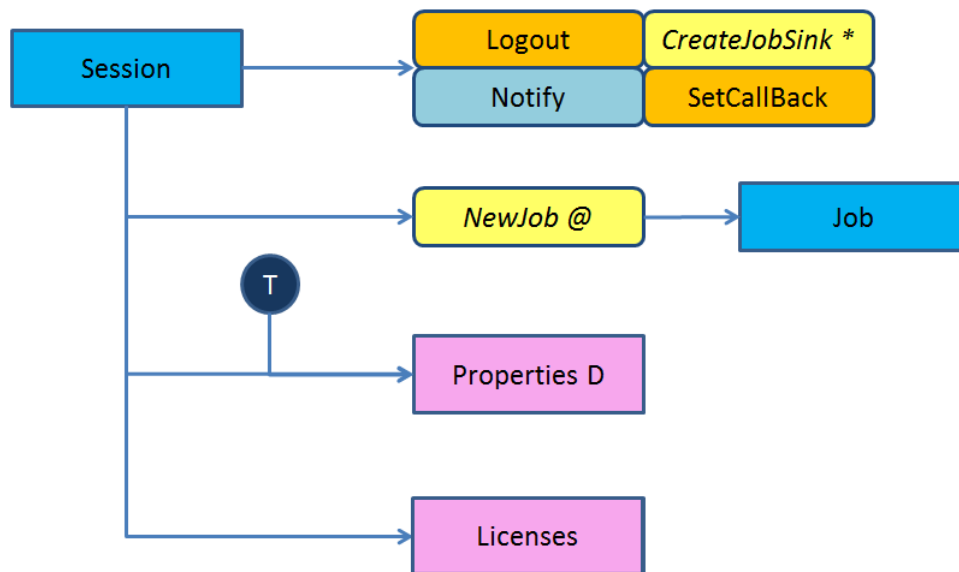 Session
Logout
CreateJobSink *
Notify
SetCallBack
NewJob @
Job
T
Properties D
Licenses